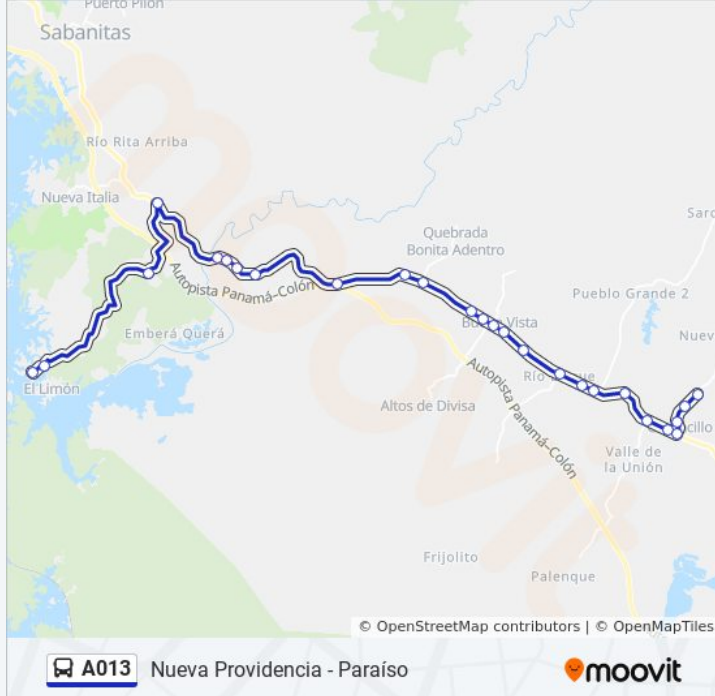 Puerto Pilón
Sabanitas
Río Rita Arriba
Nueva Italia
Quebrada
Bonita Adentro
Autopista Panamá-Colón
Pueblo Grande 2
Emberá Querá
El Limón
Altos de Divisa
Autopista Panamá-Colón
Valle de
la Unión
Frijolito
Palenque
© OpenStreetMap contributors | © OpenMapTiles
A013 Nueva Providencia - Paraíso
moovit